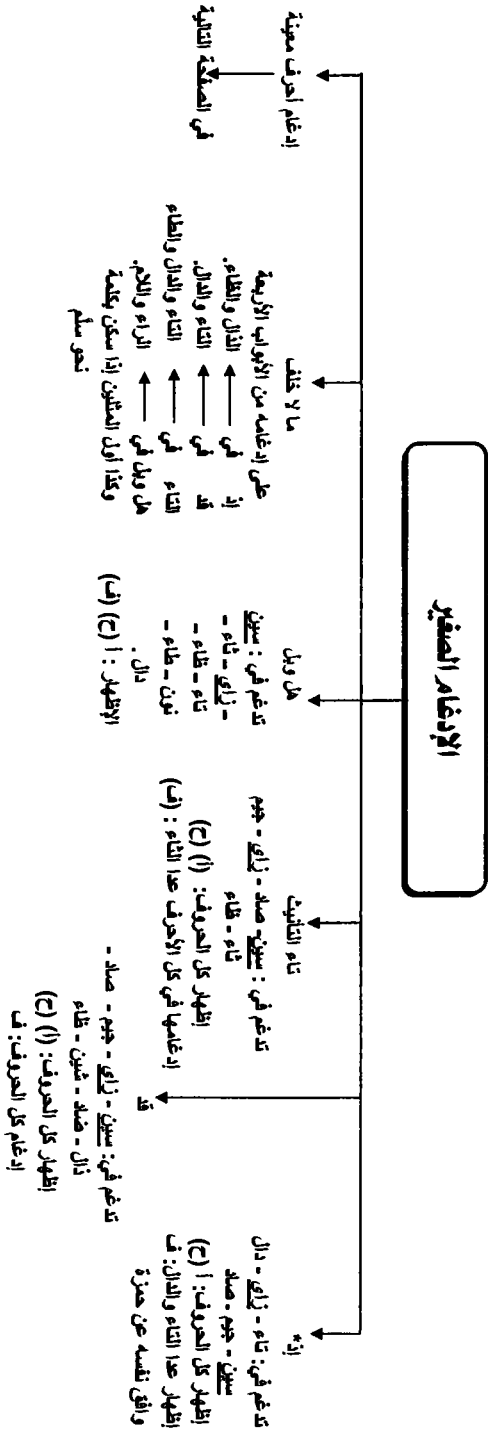 الإدغام الصغير
إذ*
تدغم في: تاء - زاي - دال
سين - جيم - صاد
إظهار كل الحروف: أ (ح)
إظهار عدا التاء والدال: ف
وافق نفسه عن حمزة
قد
تدغم في: سين - زاي - جيم - صاد -
ذال - ضاد - شين - ظاء
إظهار كل الحروف: (أ) (ح)
إدغام كل الحروف: ف
تاء التأنيث
تدغم في: سين - صاد - زاي - جيم
ثاء - ظاء
إظهار كل الحروف: (أ) (ح)
إدغامها في كل الأحرف عدا الثاء: (ف)
هل وبل
تدغم في: سين
- زاي - ثاء -
تاء - ظاء -
نون - طاء -
دال.
الإظهار: أ (ح) (ف)
ما لا خلف
على إدغامه من الأبواب الأربعة
إذ في الذال والظاء.
قد في التاء والدال.
التاء في التاء والدال والطاء
هل وبل في الراء واللام.
وكذا أول المثلين إذا سكن بكلمة
نحو سلم
إدغام أحرف معينة
في الصفحة التالية